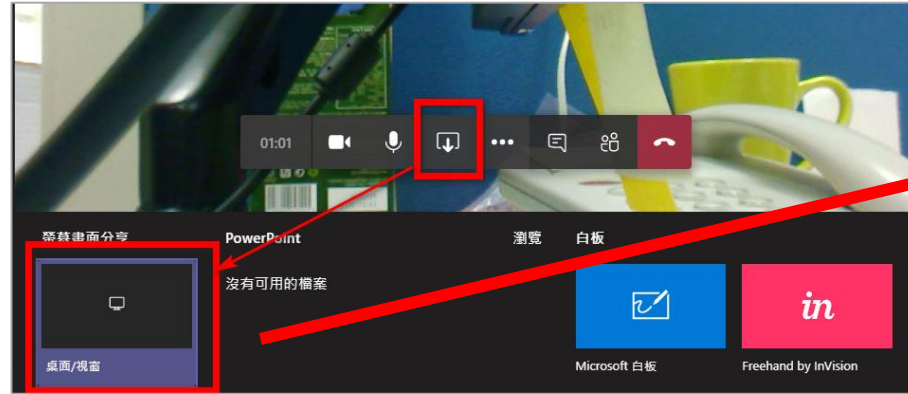 01:01
螢幕畫面分享
PowerPoint
瀏覽
白板
沒有可用的檔案
in
桌面/視窗
Microsoft 白板
Freehand by InVision